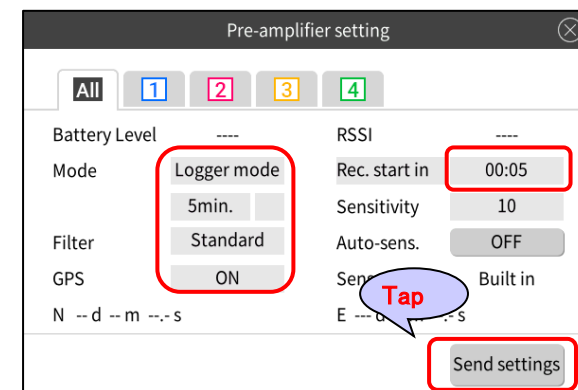 Pre-amplifier setting
All 1 2 3 4
Battery Level ---- RSSI ----
Mode Logger mode Rec. start in 00:05
5min. Sensitivity 10
Filter Standard Auto-sens. OFF
GPS ON Sen Built in
Tap
N -- d -- m --.- s E --- d .- s
Send settings